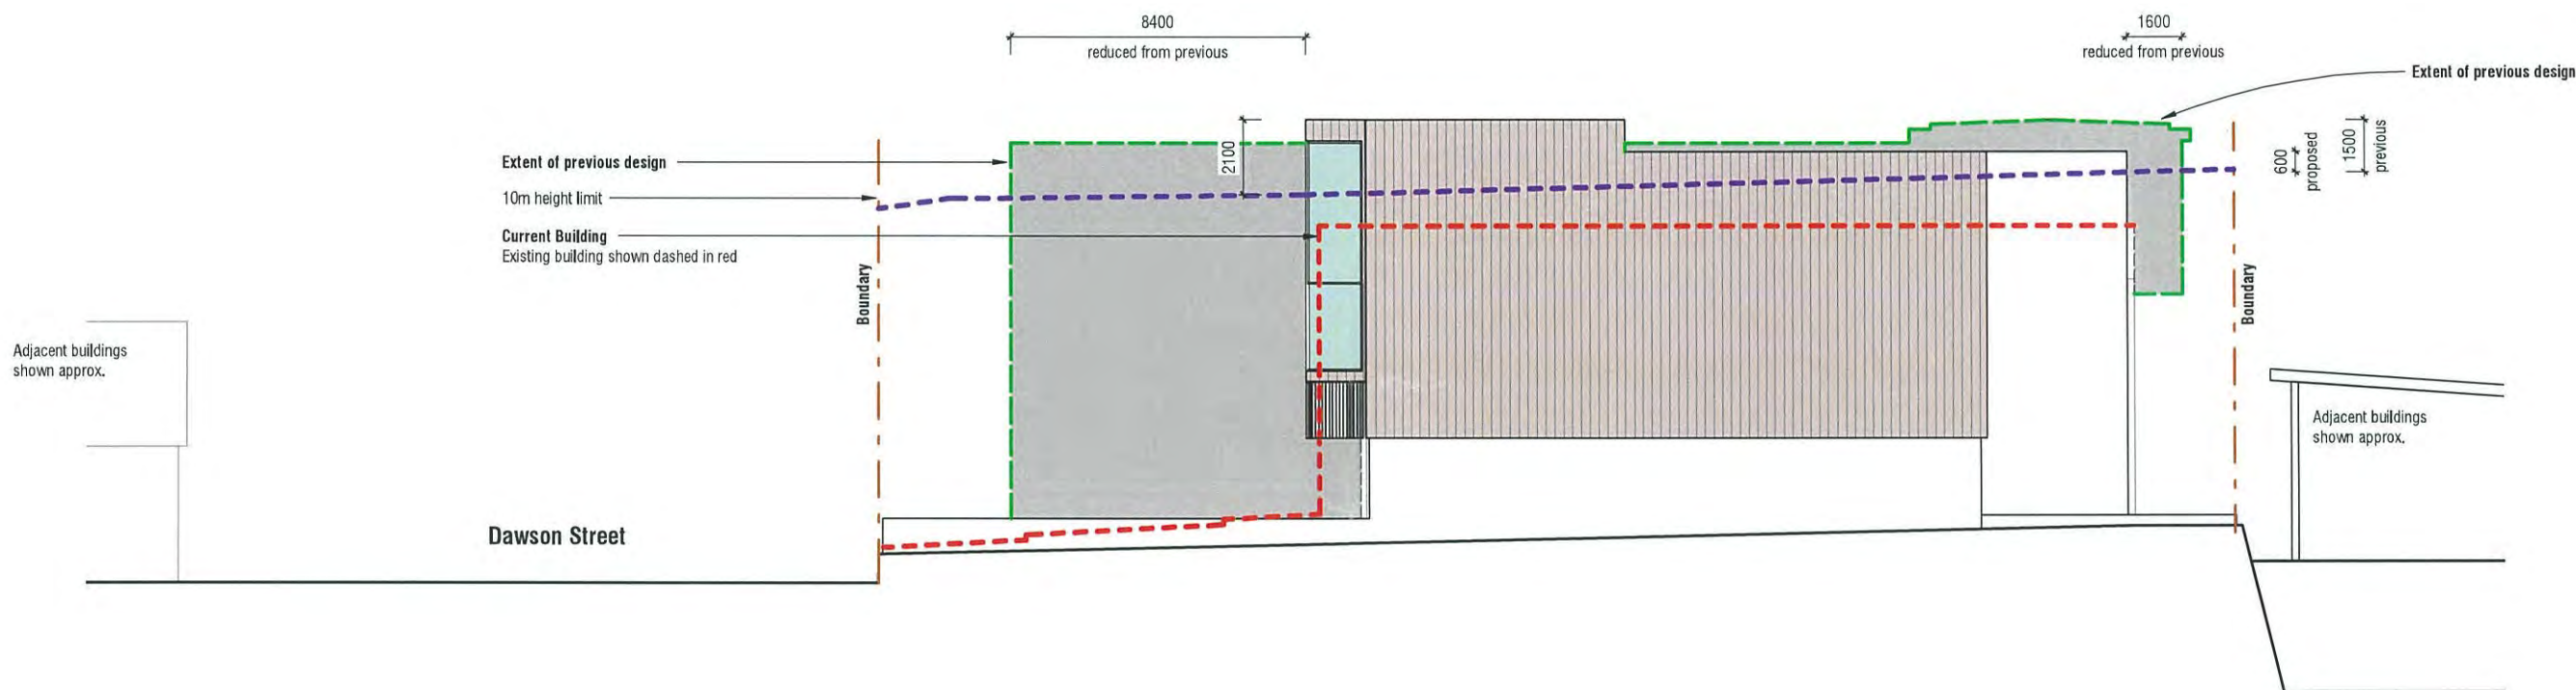 8400
reduced from previous
1600
reduced from previous
Extent of previous design
Extent of previous design
10m height limit
Current Building
Existing building shown dashed in red
2100
600
proposed
1500
previous
Boundary
Boundary
Adjacent buildings
shown approx.
Adjacent buildings
shown approx.
Dawson Street